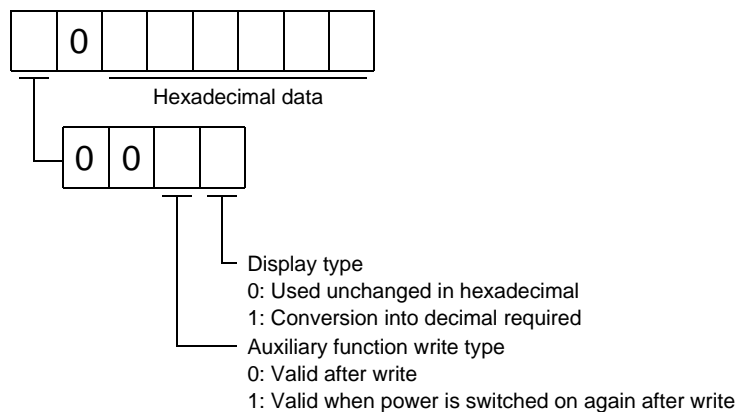 0
Hexadecimal data
0 0
Display type
0: Used unchanged in hexadecimal
1: Conversion into decimal required
Auxiliary function write type
0: Valid after write
1: Valid when power is switched on again after write